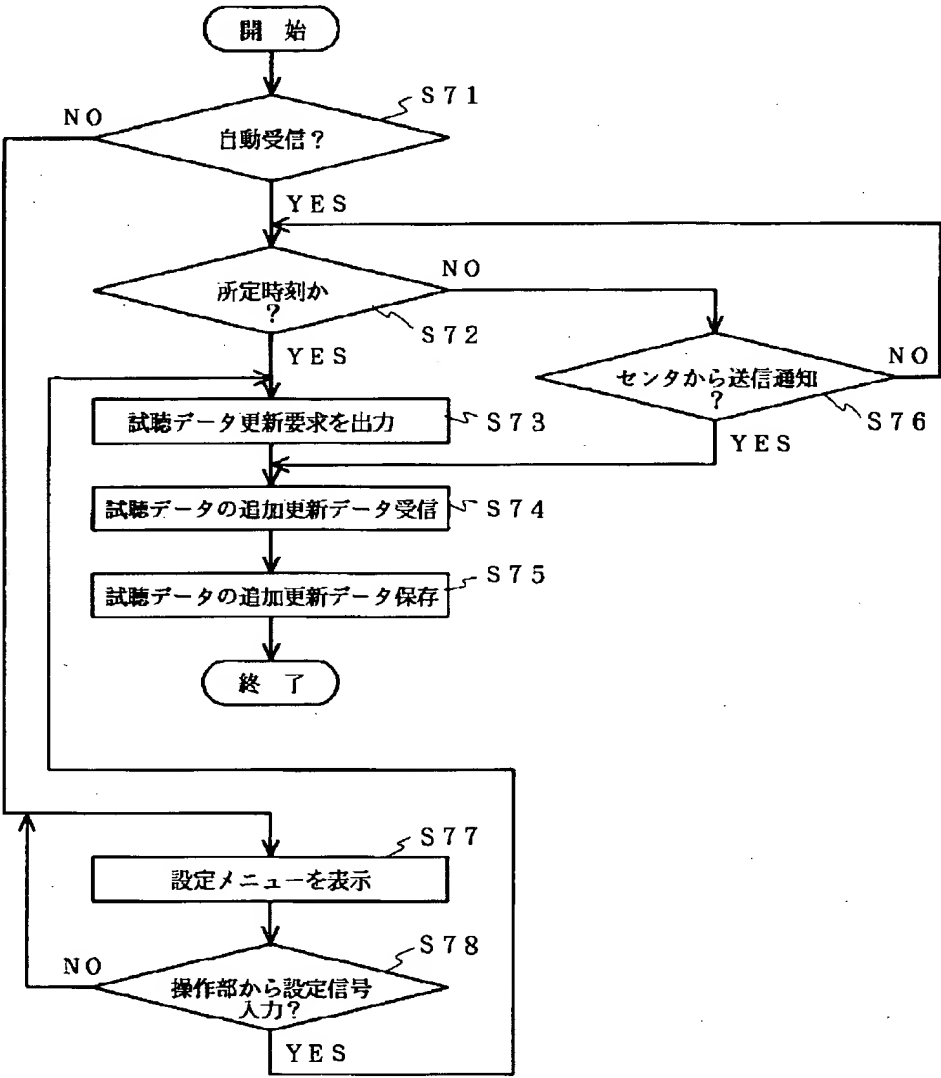 開 始
S71
NO
自動受信?
YES
所定時刻か
?
NO
S72
YES
センタから送信通知
?
NO
S76
YES
試聴データ更新要求を出力
S73
試聴データの追加更新データ受信
S74
試聴データの追加更新データ保存
S75
終 了
S77
設定メニューを表示
S78
NO
操作部から設定信号
入力?
YES